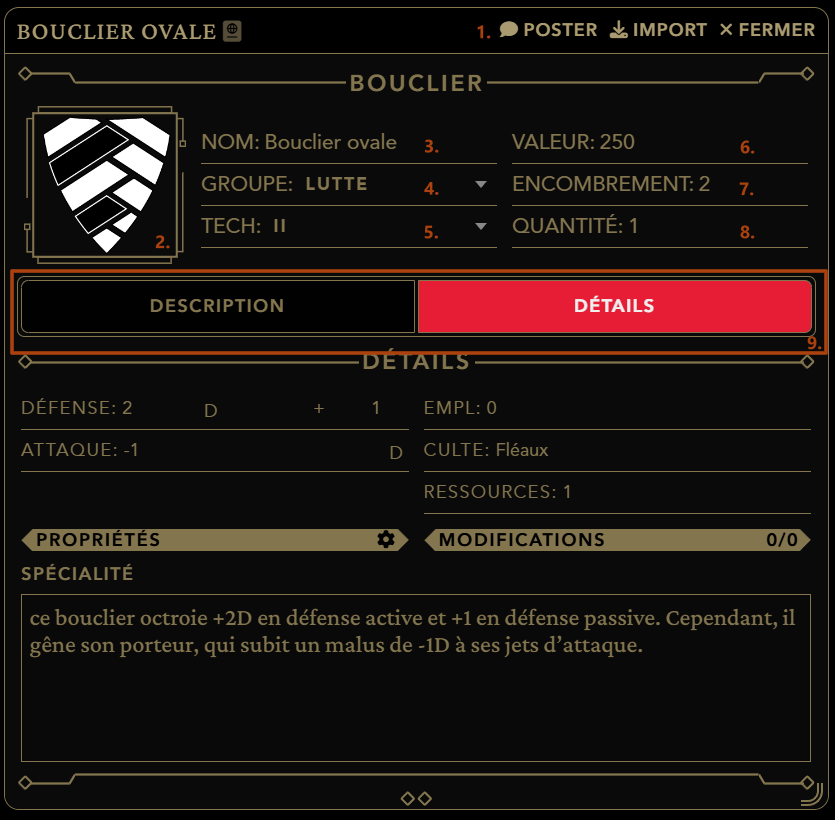 BOUCLIER OVALE 1. POSTER IMPORT × FERMER
BOUCLIER
NOM: Bouclier ovale 3. VALEUR: 250 6.
GROUPE: LUTTE 4. ENCOMBREMENT: 2 7.
TECH: II 5. QUANTITÉ: 1 8.
2.
DESCRIPTION DÉTAILS
9.
DÉTAILS
DÉFENSE: 2 D + 1 EMPL: 0
ATTAQUE: -1 D CULTE: Fléaux
RESSOURCES: 1
PROPRIÉTÉS MODIFICATIONS 0/0
SPÉCIALITÉ
ce bouclier octroie +2D en défense active et +1 en défense passive. Cependant, il
gêne son porteur, qui subit un malus de -1D à ses jets d’attaque.